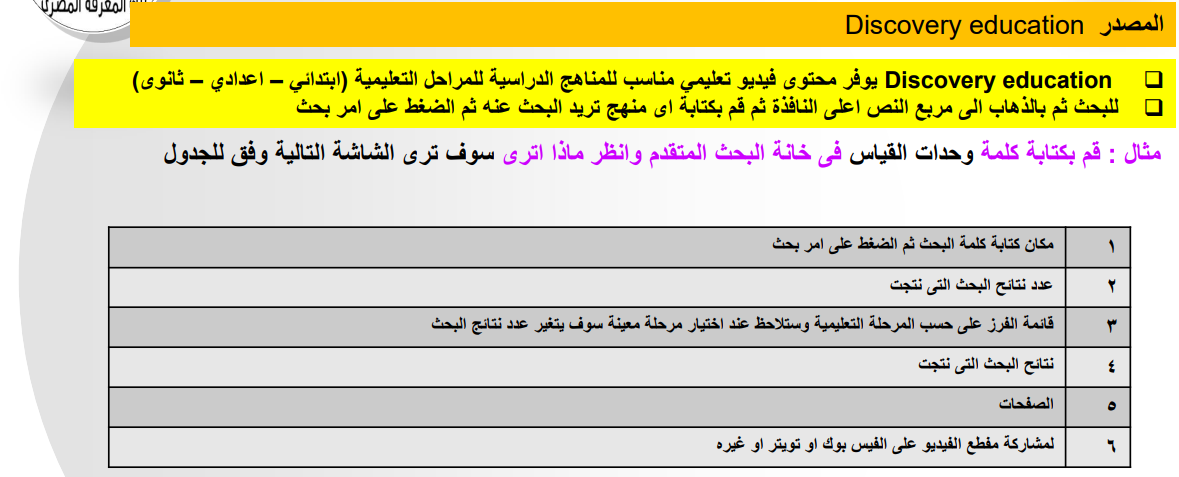 المعرفة المصري
المصدر Discovery education
❑ Discovery education يوفر محتوى فيديو تعليمي مناسب للمناهج الدراسية للمراحل التعليمية (ابتدائي – اعدادي – ثانوى)
❑ للبحث ثم بالذهاب الى مربع النص اعلى النافذة ثم قم بكتابة اى منهج تريد البحث عنه ثم الضغط على امر بحث
مثال : قم بكتابة كلمة وحدات القياس فى خانة البحث المتقدم وانظر ماذا اترى سوف ترى الشاشة التالية وفق للجدول
١ مكان كتابة كلمة البحث ثم الضغط على امر بحث
٢ عدد نتائج البحث التى نتجت
٣ قائمة الفرز على حسب المرحلة التعليمية وستلاحظ عند اختيار مرحلة معينة سوف يتغير عدد نتائج البحث
٤ نتائج البحث التى نتجت
٥ الصفحات
٦ لمشاركة مفطع الفيديو على الفيس بوك او تويتر او غيره